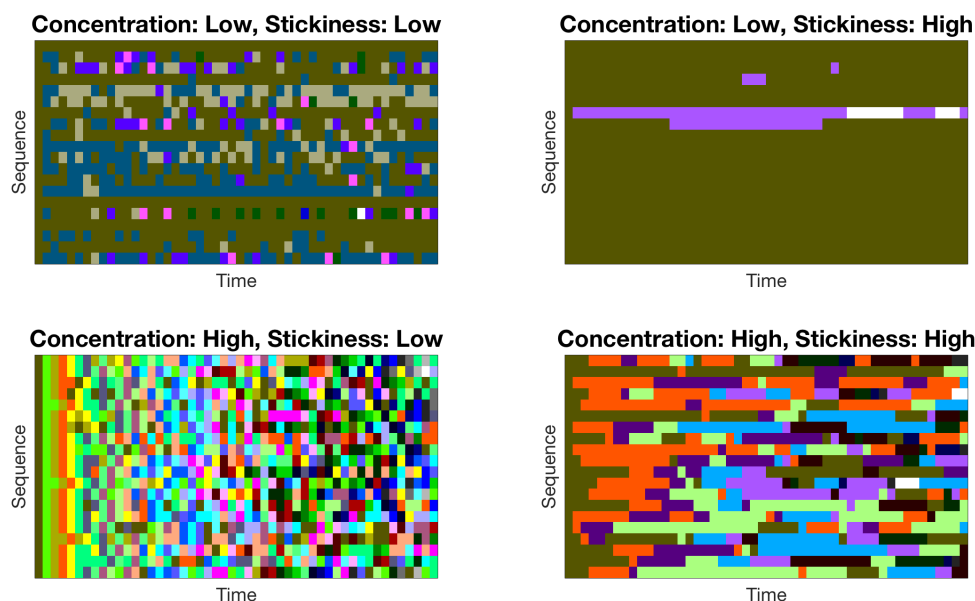 Concentration: Low, Stickiness: Low
Sequence
Time
Concentration: Low, Stickiness: High
Sequence
Time
Concentration: High, Stickiness: Low
Sequence
Time
Concentration: High, Stickiness: High
Sequence
Time